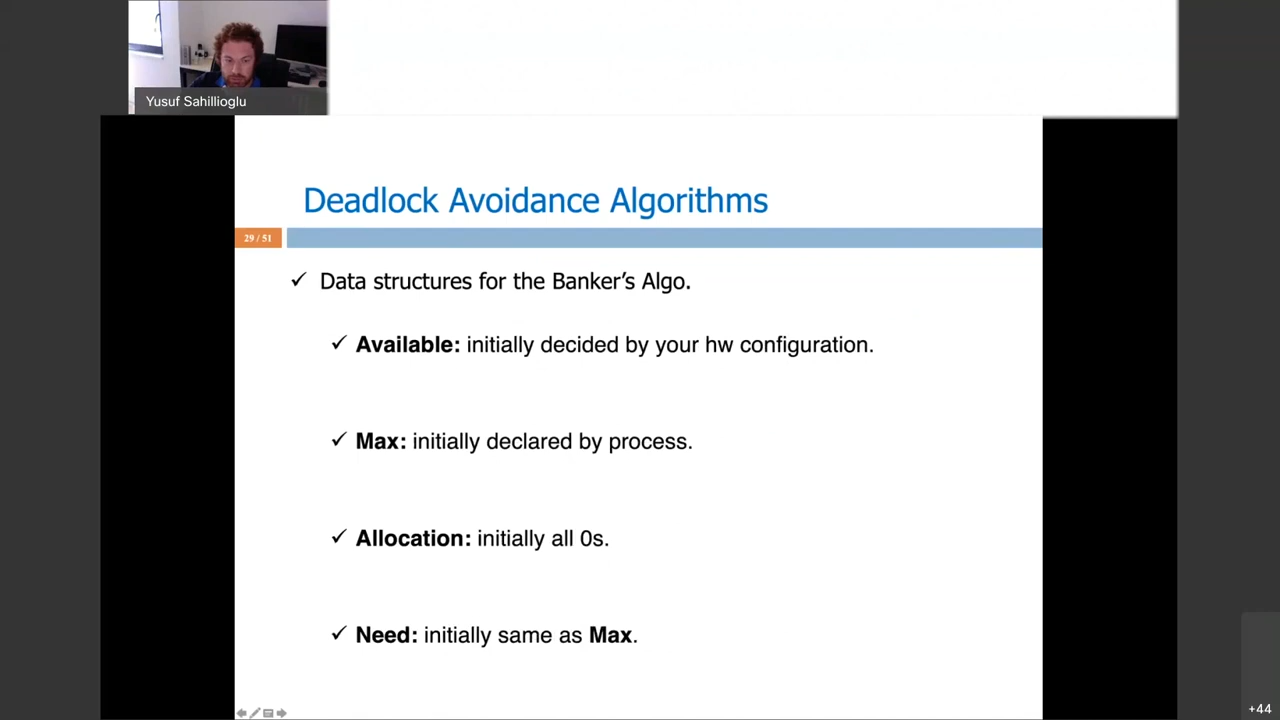 Yusuf Sahillioglu
Deadlock Avoidance Algorithms
29 / 51
✓ Data structures for the Banker's Algo.
✓ Available: initially decided by your hw configuration.
✓ Max: initially declared by process.
✓ Allocation: initially all 0s.
✓ Need: initially same as Max.
+44